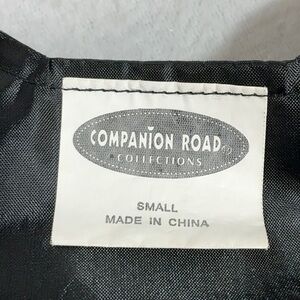 COMPANION ROAD®
COLLECTIONS
SMALL
MADE IN CHINA